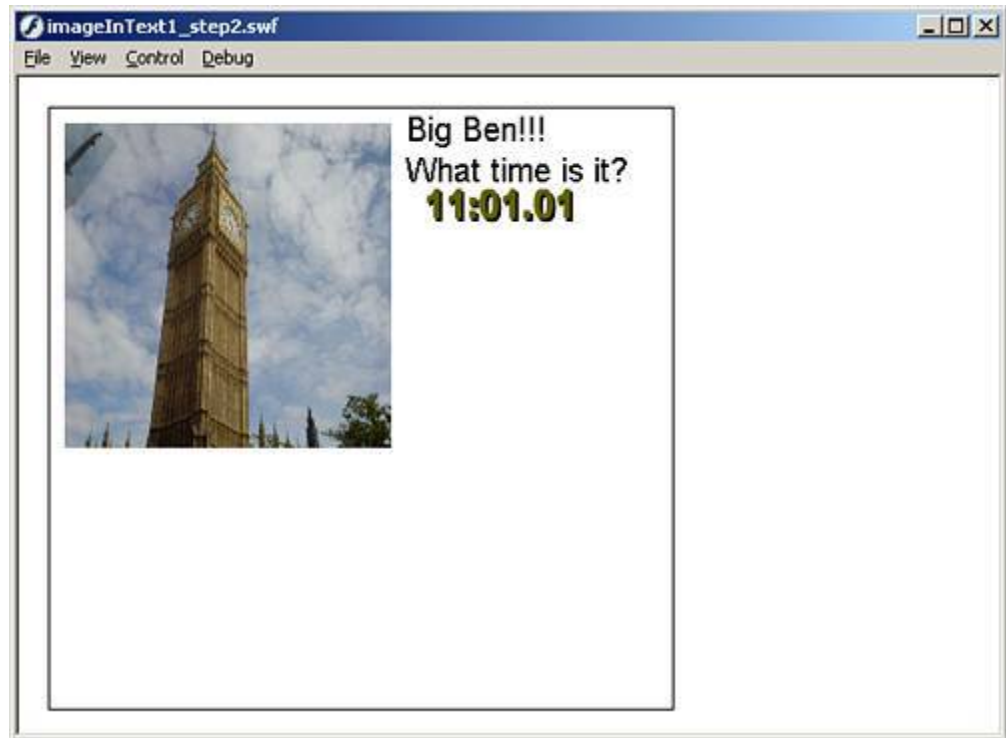 imageInText1_step2.swf
File View Control Debug
Big Ben!!!
What time is it?
11:01.01